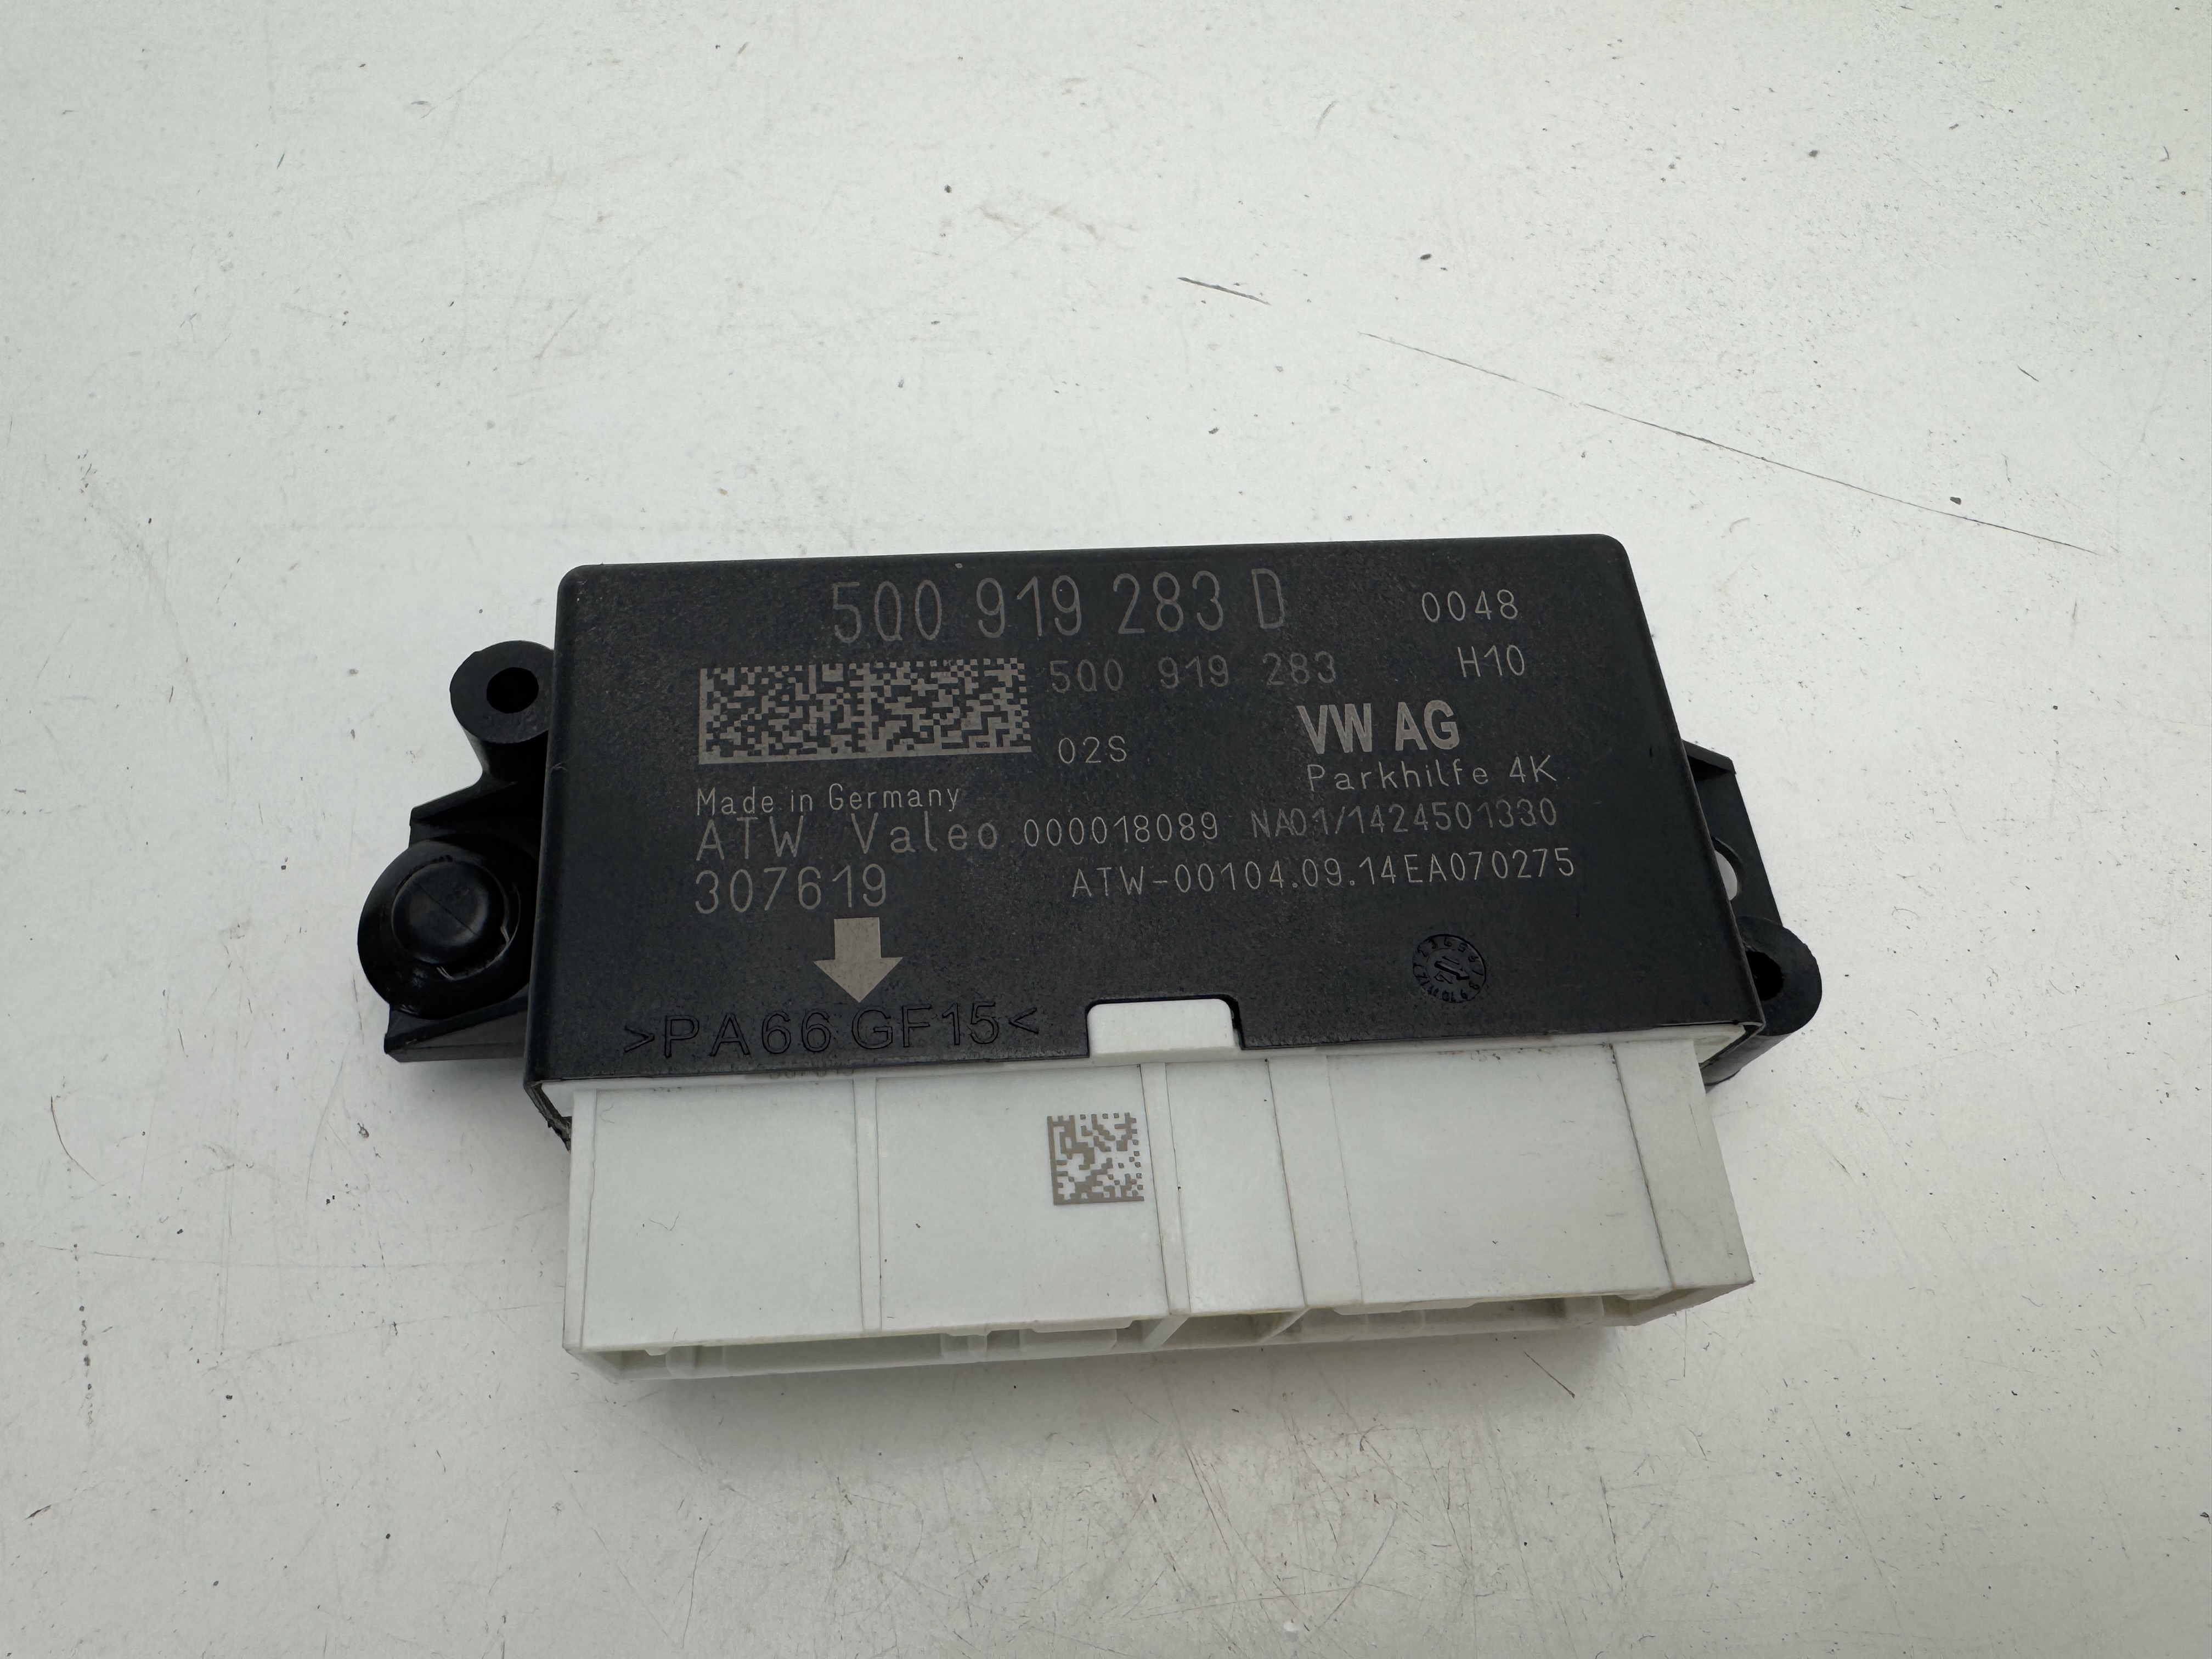 5Q0 919 283 D 0048
5Q0 919 283 H10
02S VW AG
Parkhilfe 4K
Made in Germany
ATW Valeo 000018089 NA01/1424501330
307619 ATW-00104.09.14EA070275
>PA66 GF15<